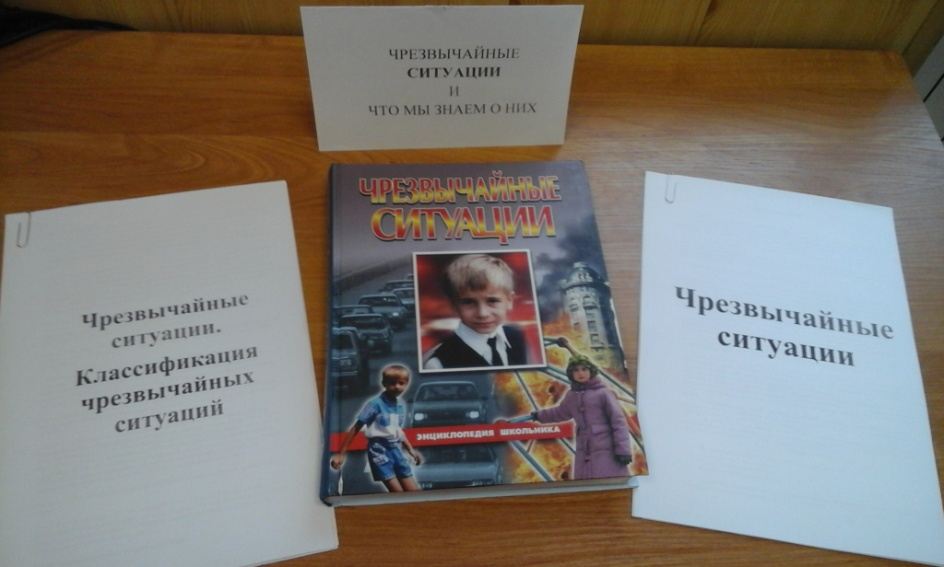 ЧРЕЗВЫЧАЙНЫЕ
СИТУАЦИИ
И
ЧТО МЫ ЗНАЕМ О НИХ
ЧРЕЗВЫЧАЙНЫЕ
СИТУАЦИИ
ЭНЦИКЛОПЕДИЯ ШКОЛЬНИКА
Чрезвычайные
ситуации.
Классификация
чрезвычайных
ситуаций
Чрезвычайные
ситуации